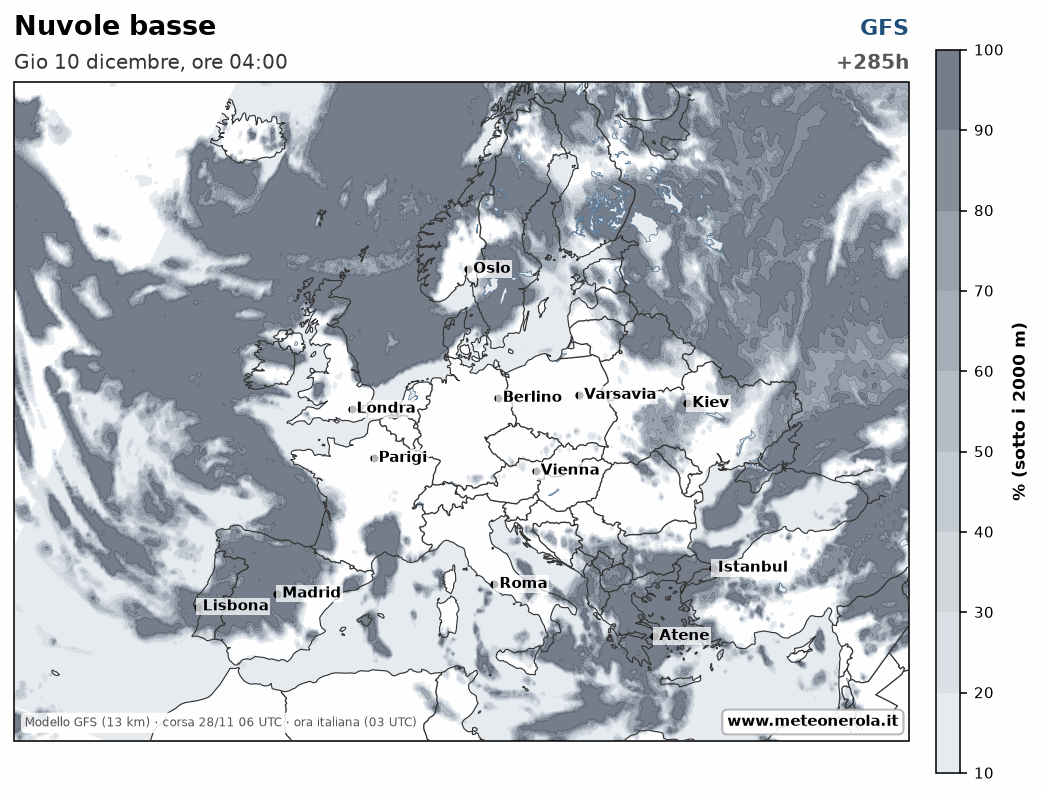 Nuvole basse
GFS
Gio 10 dicembre, ore 04:00
+285h
100
90
80
70
60
50
40
30
20
10
% (sotto i 2000 m)
Oslo
Londra
Berlino
Varsavia
Kiev
Parigi
Vienna
Istanbul
Roma
Madrid
Lisbona
Atene
Modello GFS (13 km) · corsa 28/11 06 UTC · ora italiana (03 UTC)
www.meteonerola.it